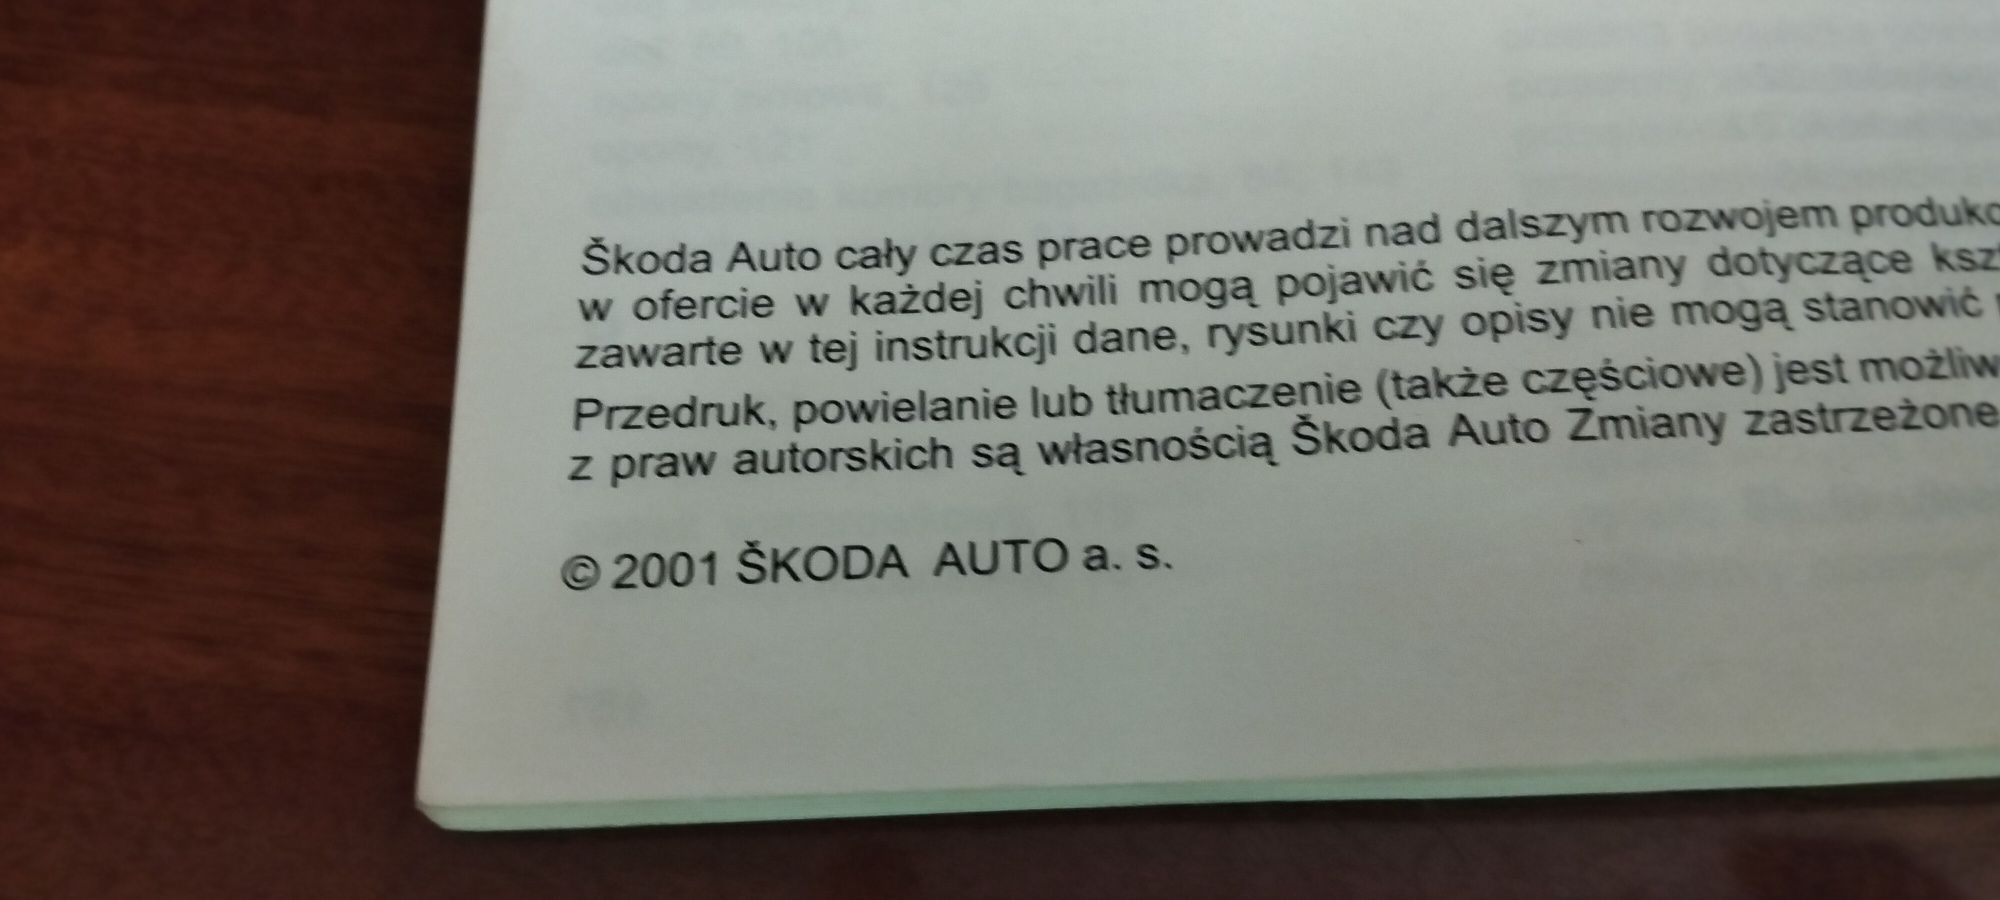 Škoda Auto cały czas prace prowadzi nad dalszym rozwojem
w ofercie w każdej chwili mogą pojawić się zmiany dotyczące
zawarte w tej instrukcji dane, rysunki czy opisy nie mogą stanowić
Przedruk, powielanie lub tłumaczenie (także częściowe) jest
z praw autorskich są własnością Škoda Auto Zmiany zastrzeżone
© 2001 ŠKODA AUTO a. s.